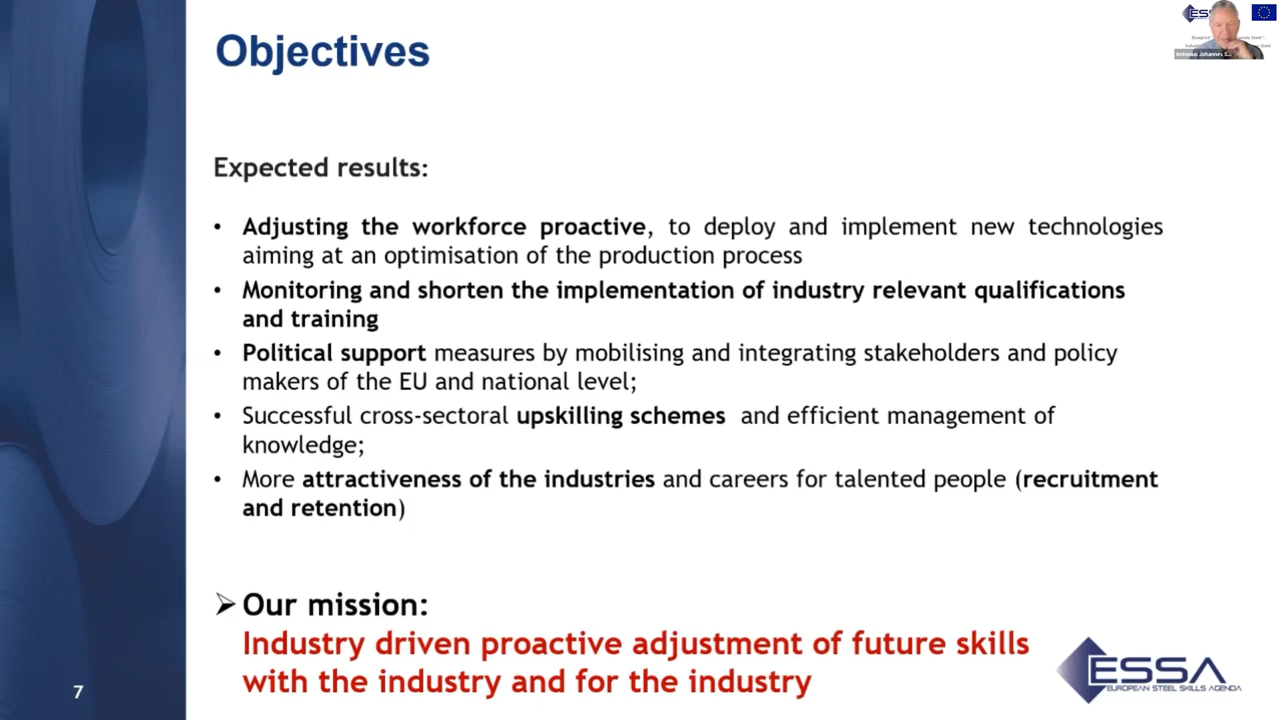 Objectives
Expected results:
• Adjusting the workforce proactive, to deploy and implement new technologies
aiming at an optimisation of the production process
• Monitoring and shorten the implementation of industry relevant qualifications
and training
• Political support measures by mobilising and integrating stakeholders and policy
makers of the EU and national level;
• Successful cross-sectoral upskilling schemes and efficient management of
knowledge;
• More attractiveness of the industries and careers for talented people (recruitment
and retention)
➢ Our mission:
Industry driven proactive adjustment of future skills
with the industry and for the industry
7
ESSA
EUROPEAN STEEL SKILLS AGENDA
Blueprint
Steel
Antonius Johannes S...